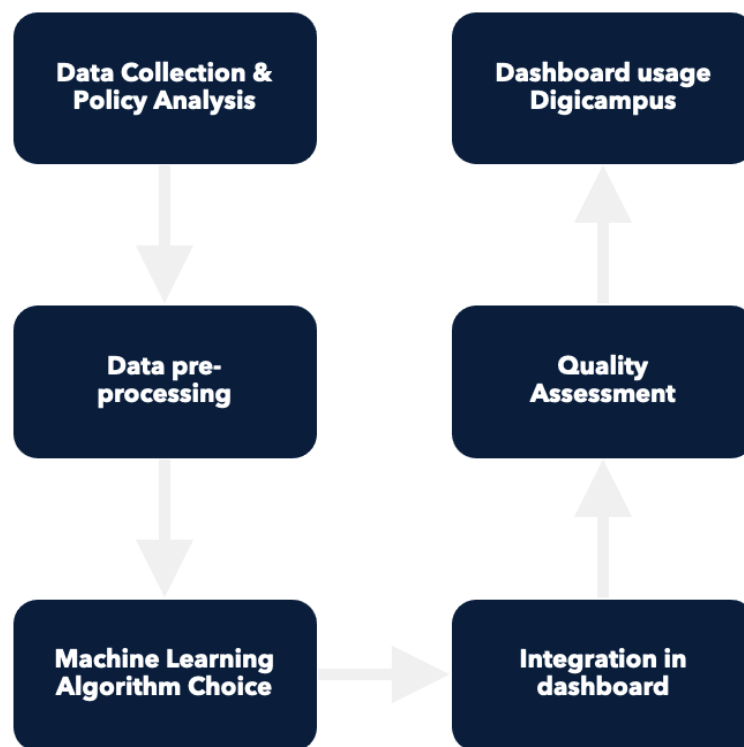 Data Collection &
Policy Analysis
Data pre-
processing
Machine Learning
Algorithm Choice
Integration in
dashboard
Quality
Assessment
Dashboard usage
Digicampus